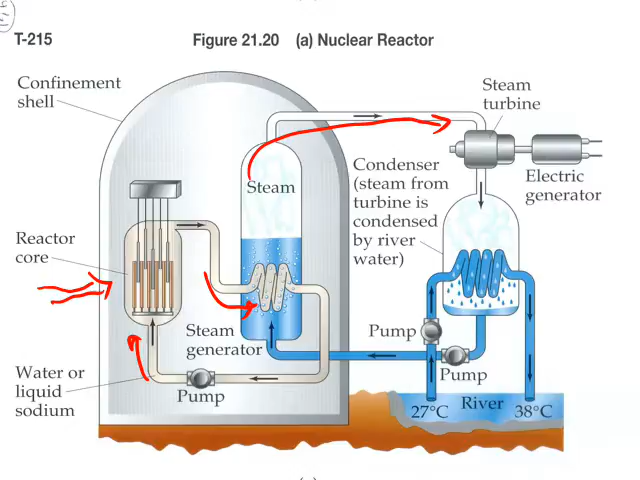 T-215
Figure 21.20 (a) Nuclear Reactor
Confinement
shell
Steam
turbine
Steam
Condenser
(steam from
turbine is
condensed
by river
water)
Electric
generator
Reactor
core
Steam
generator
Pump
Water or
liquid
sodium
Pump
Pump
27°C
River
38°C